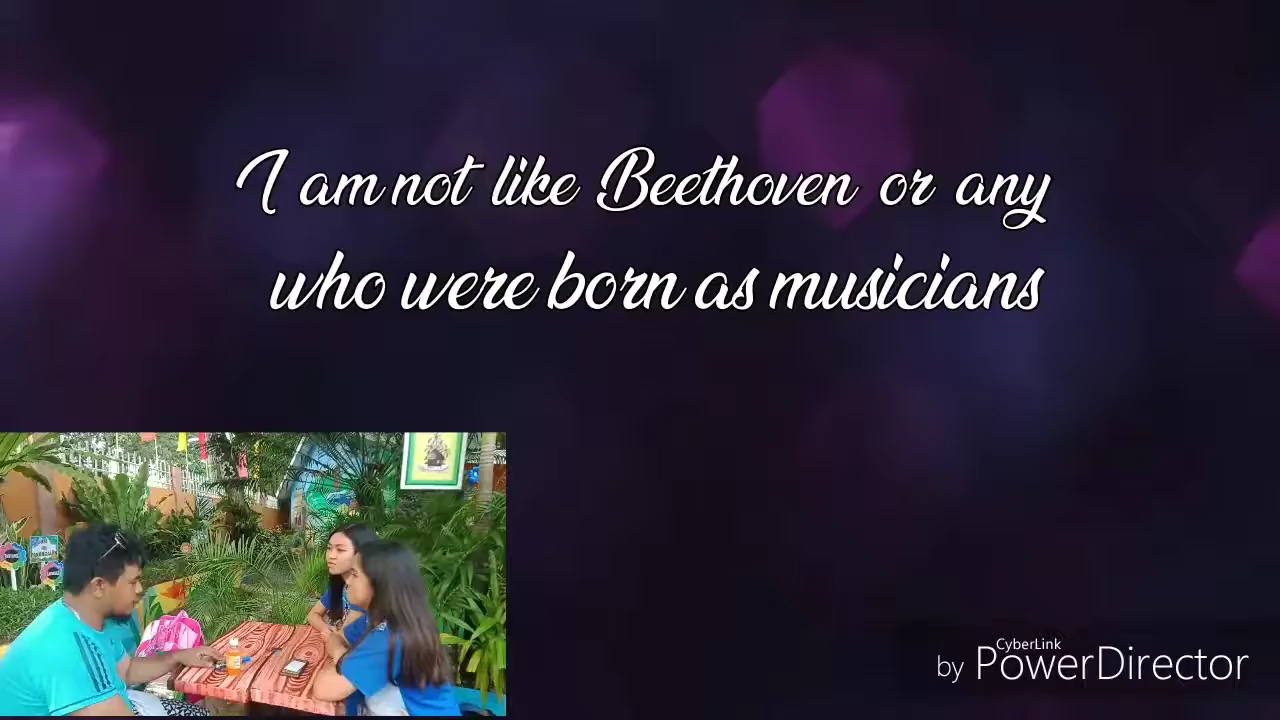 I am not like Beethoven or any
who were born as musicians
CyberLink
by PowerDirector